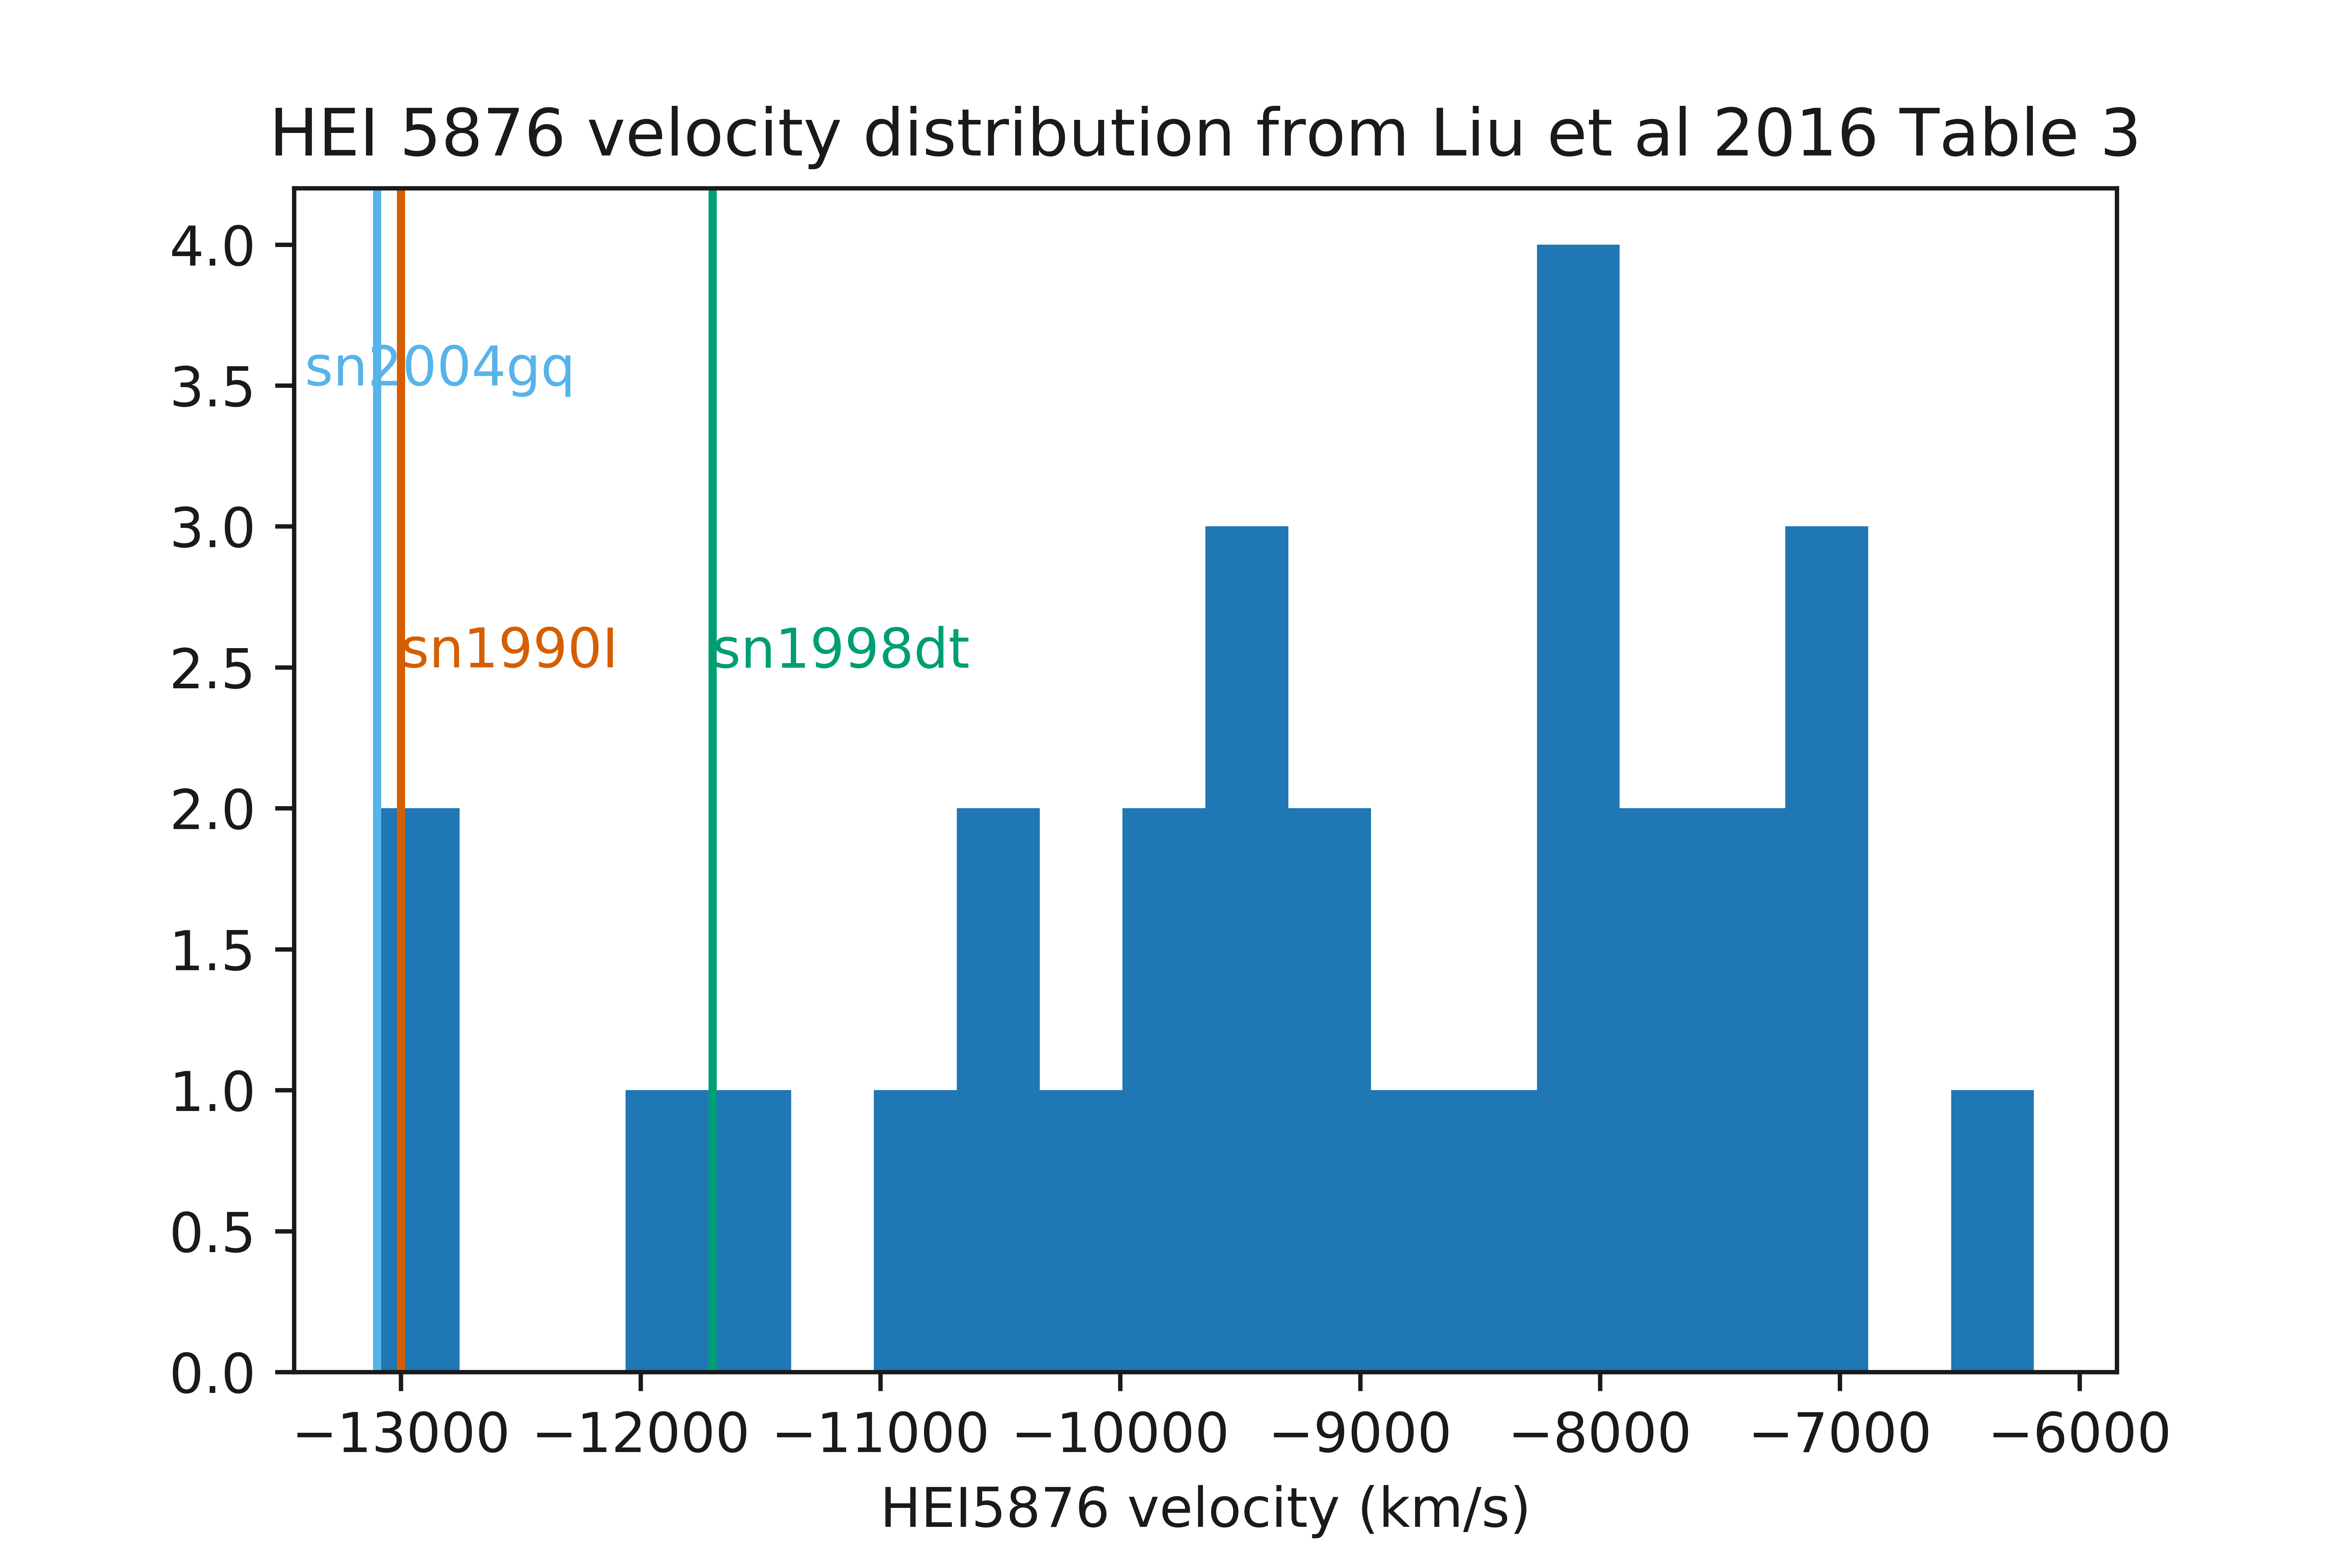 HEI 5876 velocity distribution from Liu et al 2016 Table 3
4.0
3.5
3.0
2.5
2.0
1.5
1.0
0.5
0.0
sn2004gq
sn1990I
sn1998dt
−13000 −12000 −11000 −10000 −9000 −8000 −7000 −6000
HEI5876 velocity (km/s)